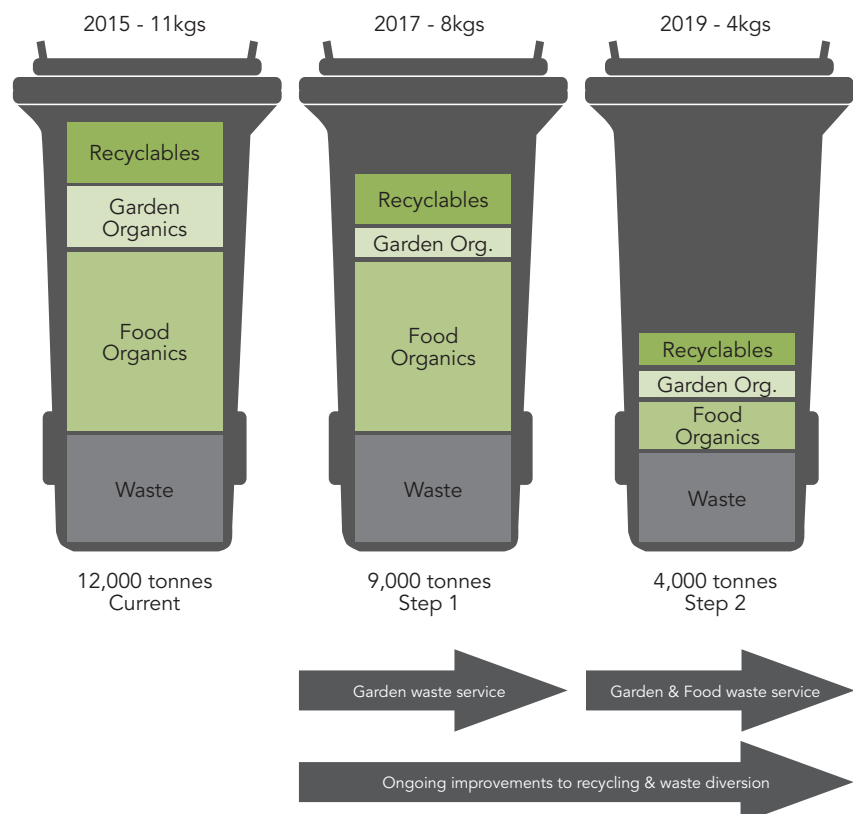 2015 - 11kgs
Recyclables
Garden
Organics
Food
Organics
Waste
12,000 tonnes
Current
2017 - 8kgs
Recyclables
Garden Org.
Food
Organics
Waste
9,000 tonnes
Step 1
2019 - 4kgs
Recyclables
Garden Org.
Food
Organics
Waste
4,000 tonnes
Step 2
Garden waste service
Garden & Food waste service
Ongoing improvements to recycling & waste diversion